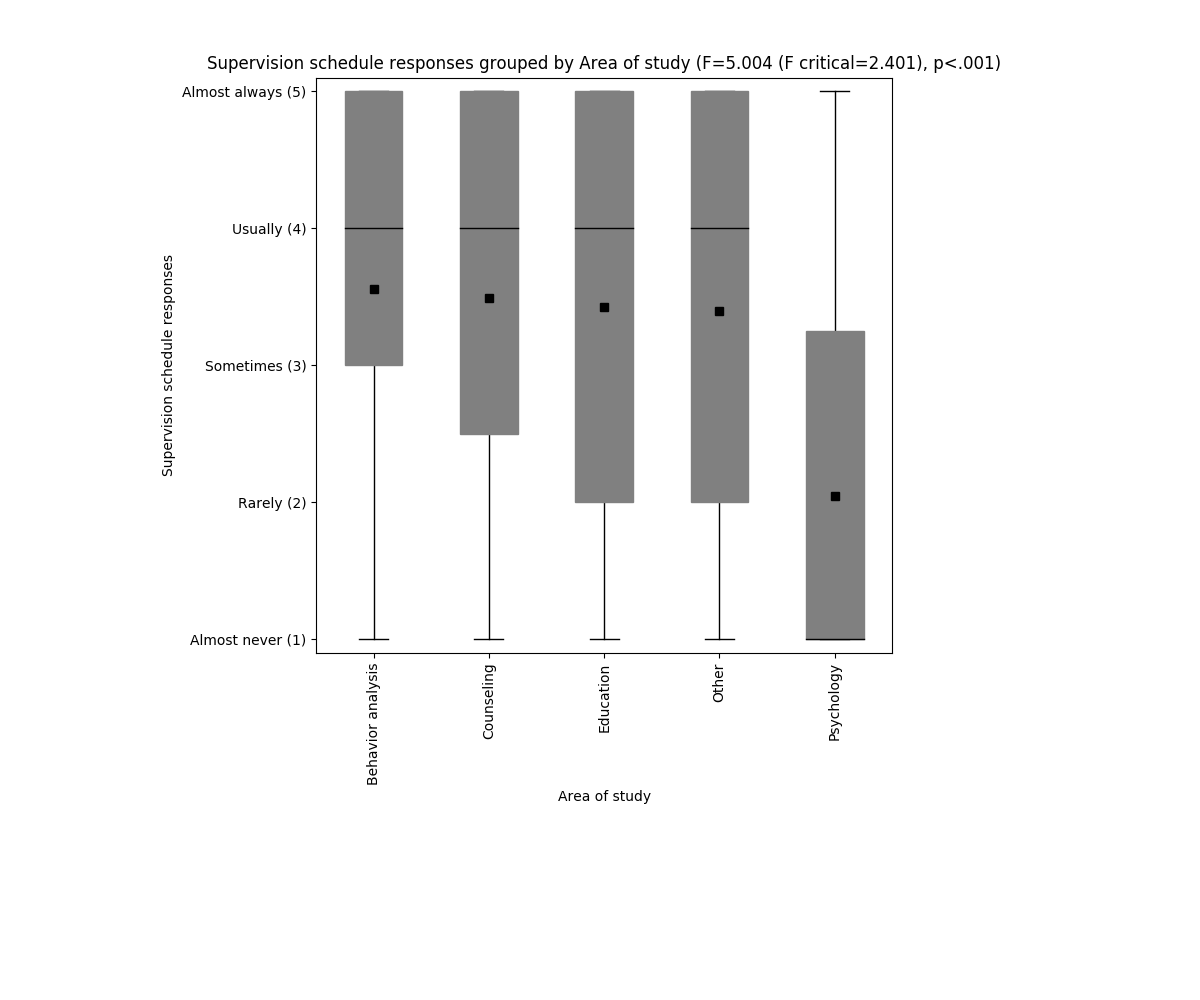 Supervision schedule responses grouped by Area of study (F=5.004 (F critical=2.401), p<.001)
Almost always (5)
Usually (4)
Sometimes (3)
Rarely (2)
Almost never (1)
Supervision schedule responses
Behavior analysis
Counseling
Education
Other
Psychology
Area of study